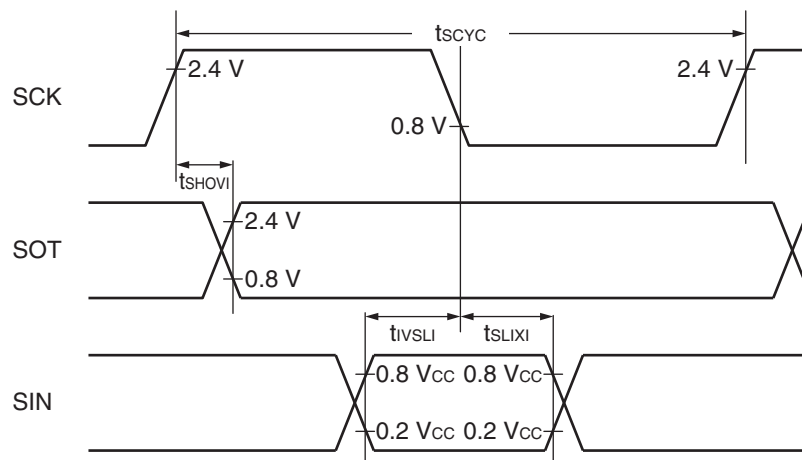 tSCYC
SCK
2.4 V
2.4 V
0.8 V
tSHOVI
SOT
2.4 V
0.8 V
tIVSLI
tSLIXI
SIN
0.8 VCC
0.8 VCC
0.2 VCC
0.2 VCC